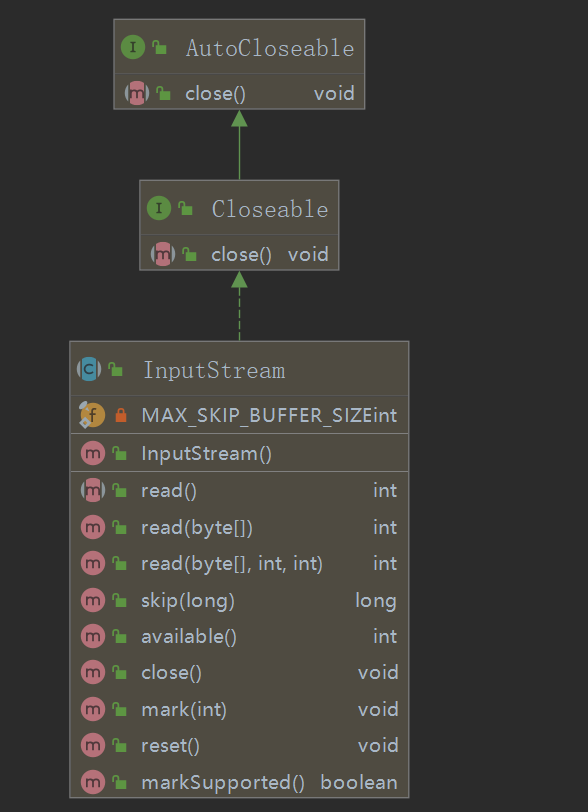 I AutoCloseable
m close() void
I Closeable
m close() void
C InputStream
f MAX_SKIP_BUFFER_SIZE int
m InputStream()
m read() int
m read(byte[]) int
m read(byte[], int, int) int
m skip(long) long
m available() int
m close() void
m mark(int) void
m reset() void
m markSupported() boolean